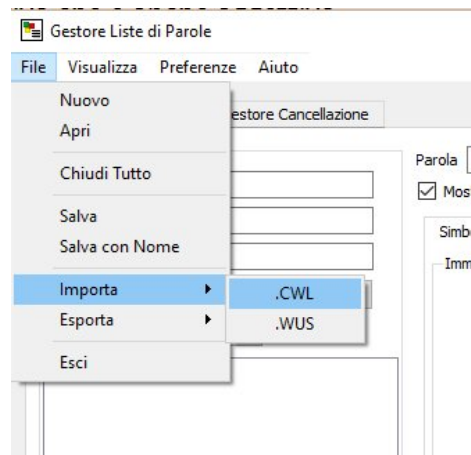 Gestore Liste di Parole
File Visualizza Preferenze Aiuto
Nuovo
estore Cancellazione
Apri
Parola
Chiudi Tutto
Mos
Salva
Simb
Salva con Nome
Imm
Importa
.CWL
Esporta
.WUS
Esci